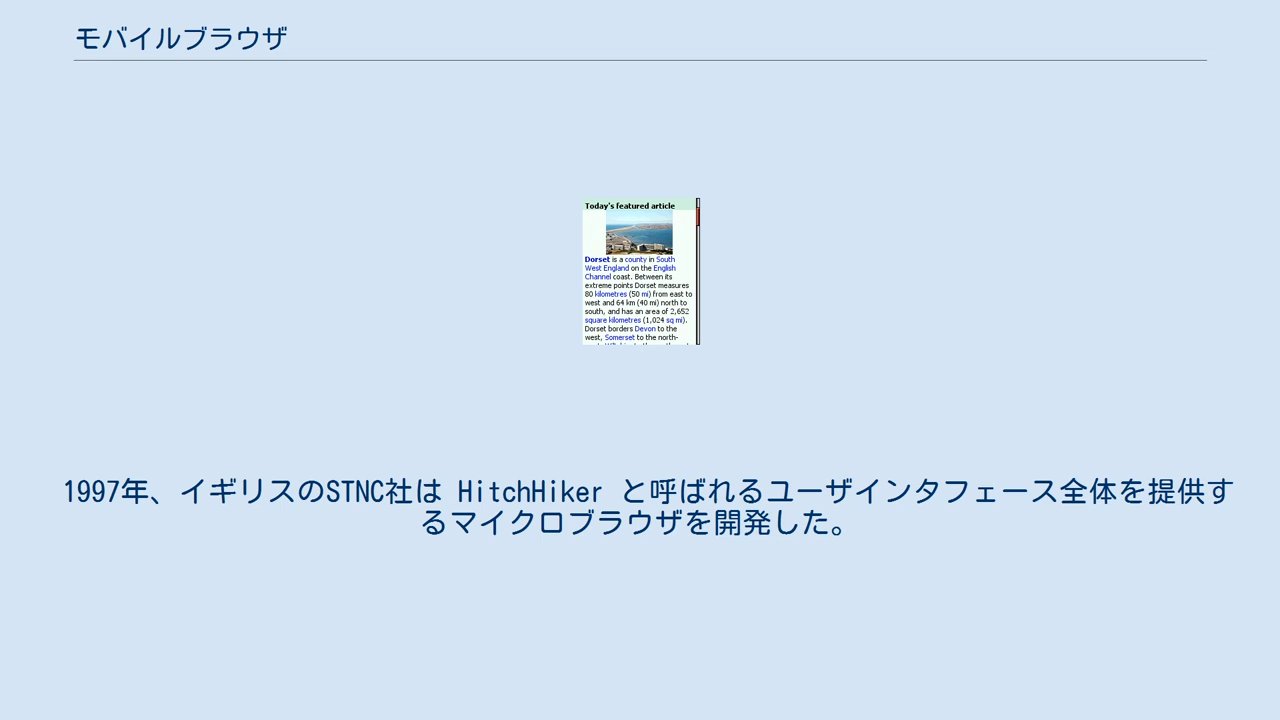 モバイルブラウザ
Today's featured article
Dorset is a county in South
West England on the English
Channel coast. Between its
extreme points Dorset measures
80 kilometres (50 mi) from east to
west and 64 km (40 mi) north to
south, and has an area of 2,652
square kilometres (1,024 sq mi).
Dorset borders Devon to the
west, Somerset to the north-
1997年、イギリスのSTNC社は HitchHiker と呼ばれるユーザインタフェース全体を提供す
るマイクロブラウザを開発した。